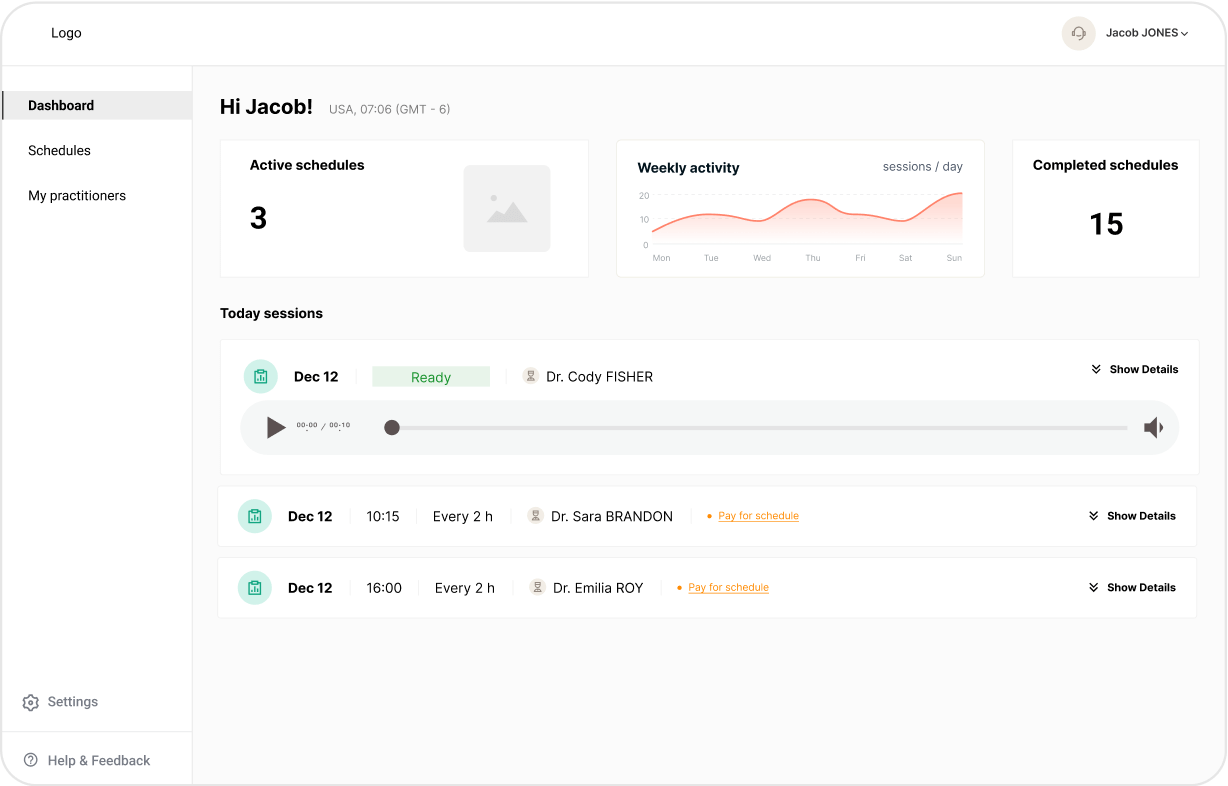 Logo
Jacob JONES
Dashboard
Schedules
My practitioners
Settings
Help & Feedback
Hi Jacob! USA, 07:06 (GMT - 6)
Active schedules
3
Weekly activity sessions / day
20
10
0
Mon Tue Wed Thu Fri Sat Sun
Completed schedules
15
Today sessions
Dec 12 Ready Dr. Cody FISHER Show Details
00:00 / 00:10
Dec 12 10:15 Every 2 h Dr. Sara BRANDON • Pay for schedule Show Details
Dec 12 16:00 Every 2 h Dr. Emilia ROY • Pay for schedule Show Details